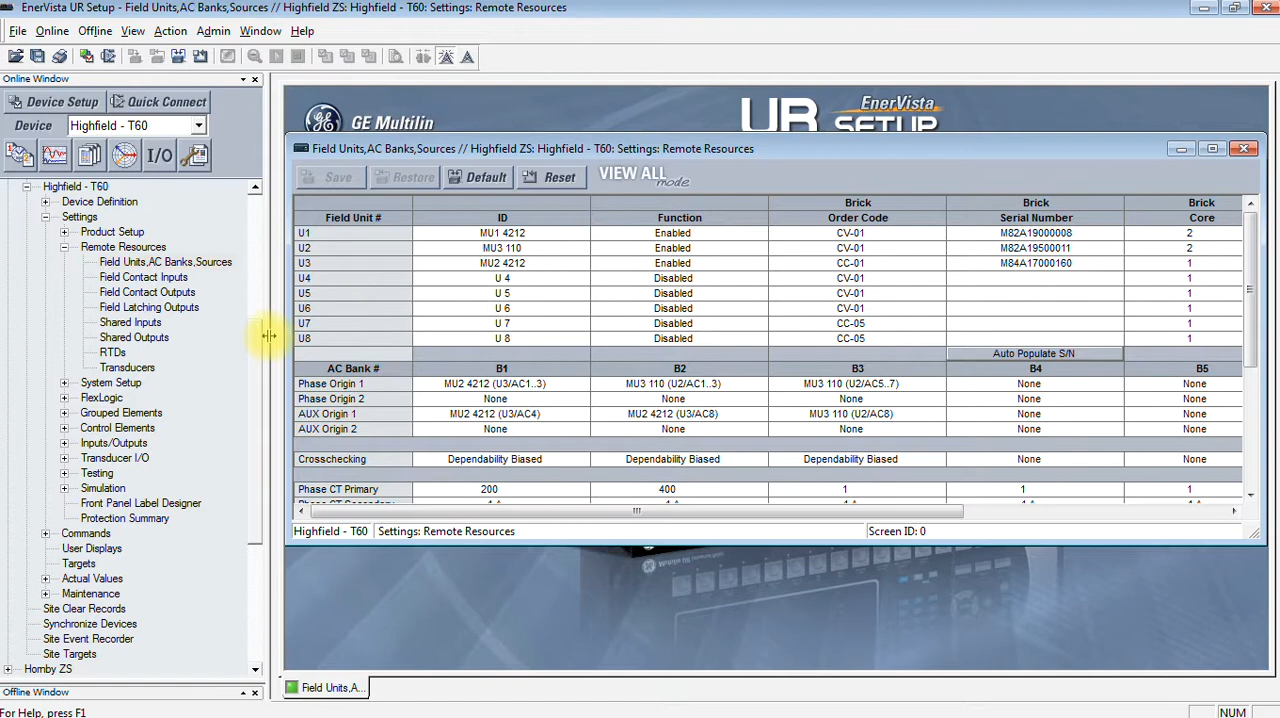 EnerVista UR Setup - Field Units,AC Banks,Sources // Highfield ZS: Highfield - T60: Settings: Remote Resources
File Online Offline View Action Admin Window Help
Online Window
Device Setup Quick Connect
Device Highfield - T60
I/O
Highfield - T60
Device Definition
Settings
Product Setup
Remote Resources
Field Units,AC Banks,Sources
Field Contact Inputs
Field Contact Outputs
Field Latching Outputs
Shared Inputs
Shared Outputs
RTDs
Transducers
System Setup
FlexLogic
Grouped Elements
Control Elements
Inputs/Outputs
Transducer I/O
Testing
Simulation
Front Panel Label Designer
Protection Summary
Commands
User Displays
Targets
Actual Values
Maintenance
Site Clear Records
Synchronize Devices
Site Event Recorder
Site Targets
Hornby ZS
Offline Window
GE Multilin
UR EnerVista
SETUP
Field Units,AC Banks,Sources // Highfield ZS: Highfield - T60: Settings: Remote Resources
Save Restore Default Reset VIEW ALL mode
Brick Brick Brick
Field Unit # ID Function Order Code Serial Number Core
U1 MU1 4212 Enabled CV-01 M82A19000008 2
U2 MU3 110 Enabled CV-01 M82A19500011 2
U3 MU2 4212 Enabled CC-01 M84A17000160 1
U4 U 4 Disabled CV-01 1
U5 U 5 Disabled CV-01 1
U6 U 6 Disabled CV-01 1
U7 U 7 Disabled CC-05 1
U8 U 8 Disabled CC-05 1
Auto Populate S/N
AC Bank # B1 B2 B3 B4 B5
Phase Origin 1 MU2 4212 (U3/AC1..3) MU3 110 (U2/AC1..3) MU3 110 (U2/AC5..7) None None
Phase Origin 2 None None None None None
AUX Origin 1 MU2 4212 (U3/AC4) MU2 4212 (U3/AC8) MU3 110 (U2/AC8) None None
AUX Origin 2 None None None None None
Crosschecking Dependability Biased Dependability Biased Dependability Biased None None
Phase CT Primary 200 400 1 1 1
Highfield - T60 Settings: Remote Resources Screen ID: 0
Field Units,A...
For Help, press F1 NUM